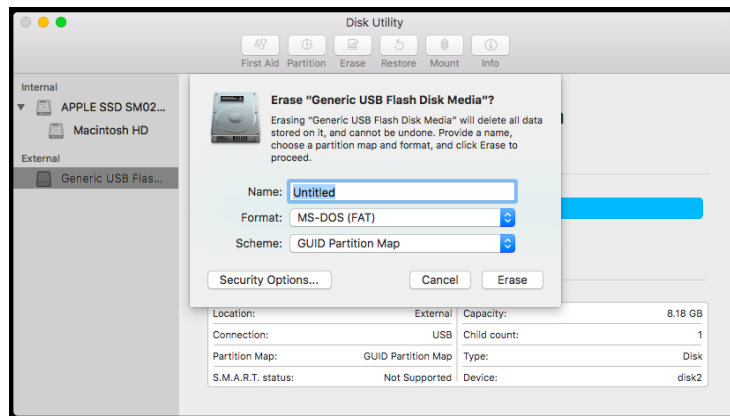 Disk Utility
First Aid Partition Erase Restore Mount Info
Internal
APPLE SSD SM02...
Macintosh HD
External
Generic USB Flas...
Erase “Generic USB Flash Disk Media”?
Erasing “Generic USB Flash Disk Media” will delete all data
stored on it, and cannot be undone. Provide a name,
choose a partition map and format, and click Erase to
proceed.
Name: Untitled
Format: MS-DOS (FAT)
Scheme: GUID Partition Map
Security Options... Cancel Erase
Location: External Capacity: 8.18 GB
Connection: USB Child count: 1
Partition Map: GUID Partition Map Type: Disk
S.M.A.R.T. status: Not Supported Device: disk2